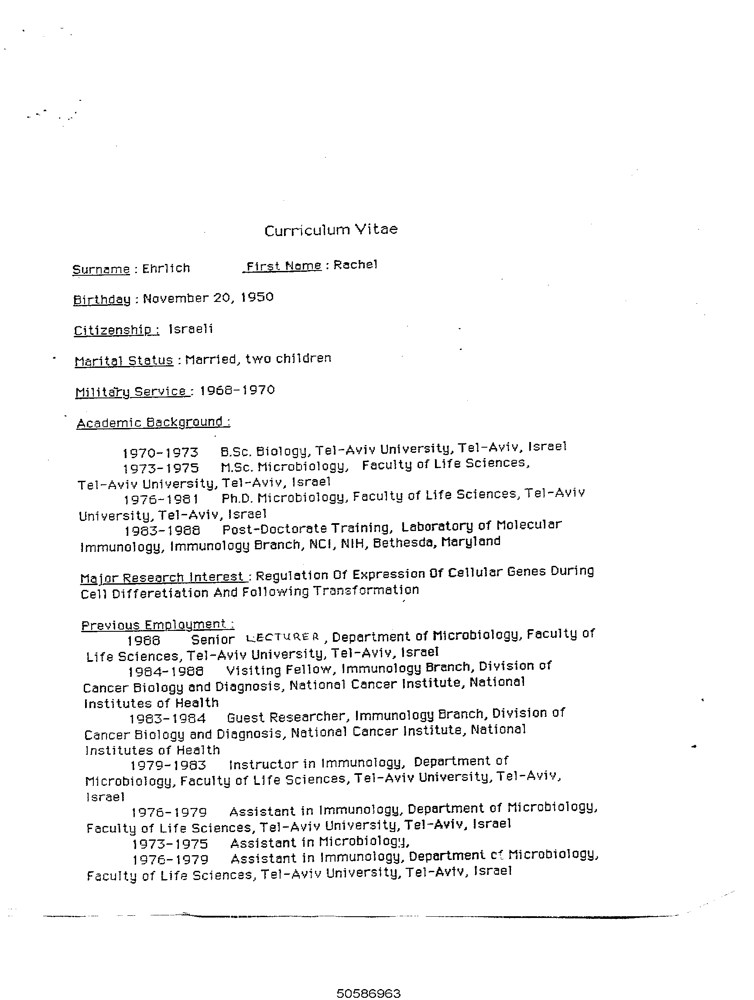 Curriculum Vitae
Surname : Ehrlich First Name : Rachel
Birthday : November 20, 1950
Citizenship : Israeli
Marital Status : Married, two children
Military Service : 1968-1970
Academic Background :
1970-1973 B.Sc. Biology, Tel-Aviv University, Tel-Aviv, Israel
1973-1975 M.Sc. Microbiology, Faculty of Life Sciences,
Tel-Aviv University, Tel-Aviv, Israel
1976-1981 Ph.D. Microbiology, Faculty of Life Sciences, Tel-Aviv
University, Tel-Aviv, Israel
1983-1988 Post-Doctorate Training, Laboratory of Molecular
Immunology, Immunology Branch, NCI, NIH, Bethesda, Maryland
Major Research Interest : Regulation Of Expression Of Cellular Genes During
Cell Differetiation And Following Transformation
Previous Employment :
1988 Senior LECTURER, Department of Microbiology, Faculty of
Life Sciences, Tel-Aviv University, Tel-Aviv, Israel
1984-1988 Visiting Fellow, Immunology Branch, Division of
Cancer Biology and Diagnosis, National Cancer Institute, National
Institutes of Health
1983-1984 Guest Researcher, Immunology Branch, Division of
Cancer Biology and Diagnosis, National Cancer Institute, National
Institutes of Health
1979-1983 Instructor in Immunology, Department of
Microbiology, Faculty of Life Sciences, Tel-Aviv University, Tel-Aviv,
Israel
1976-1979 Assistant in Immunology, Department of Microbiology,
Faculty of Life Sciences, Tel-Aviv University, Tel-Aviv, Israel
1973-1975 Assistant in Microbiology,
1976-1979 Assistant in Immunology, Department of Microbiology,
Faculty of Life Sciences, Tel-Aviv University, Tel-Aviv, Israel
50586963